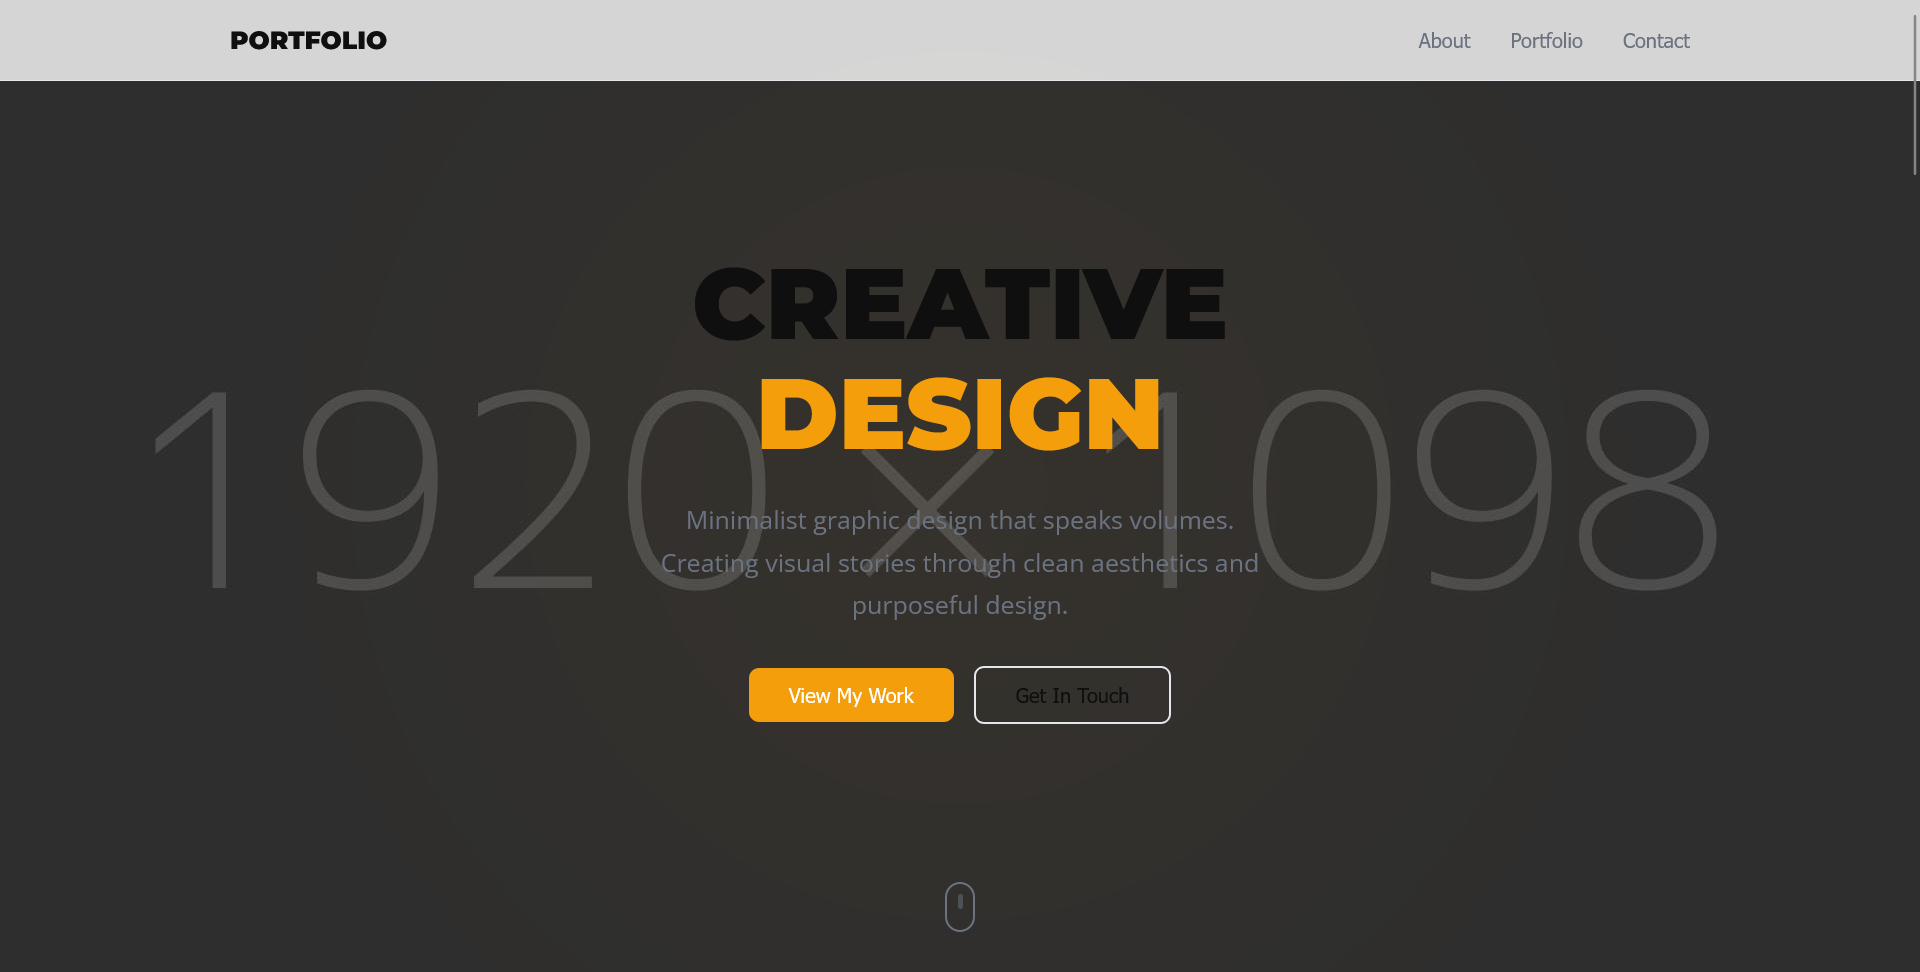 PORTFOLIO
About Portfolio Contact
CREATIVE
DESIGN
1920 × 1098
Minimalist graphic design that speaks volumes.
Creating visual stories through clean aesthetics and
purposeful design.
View My Work
Get In Touch